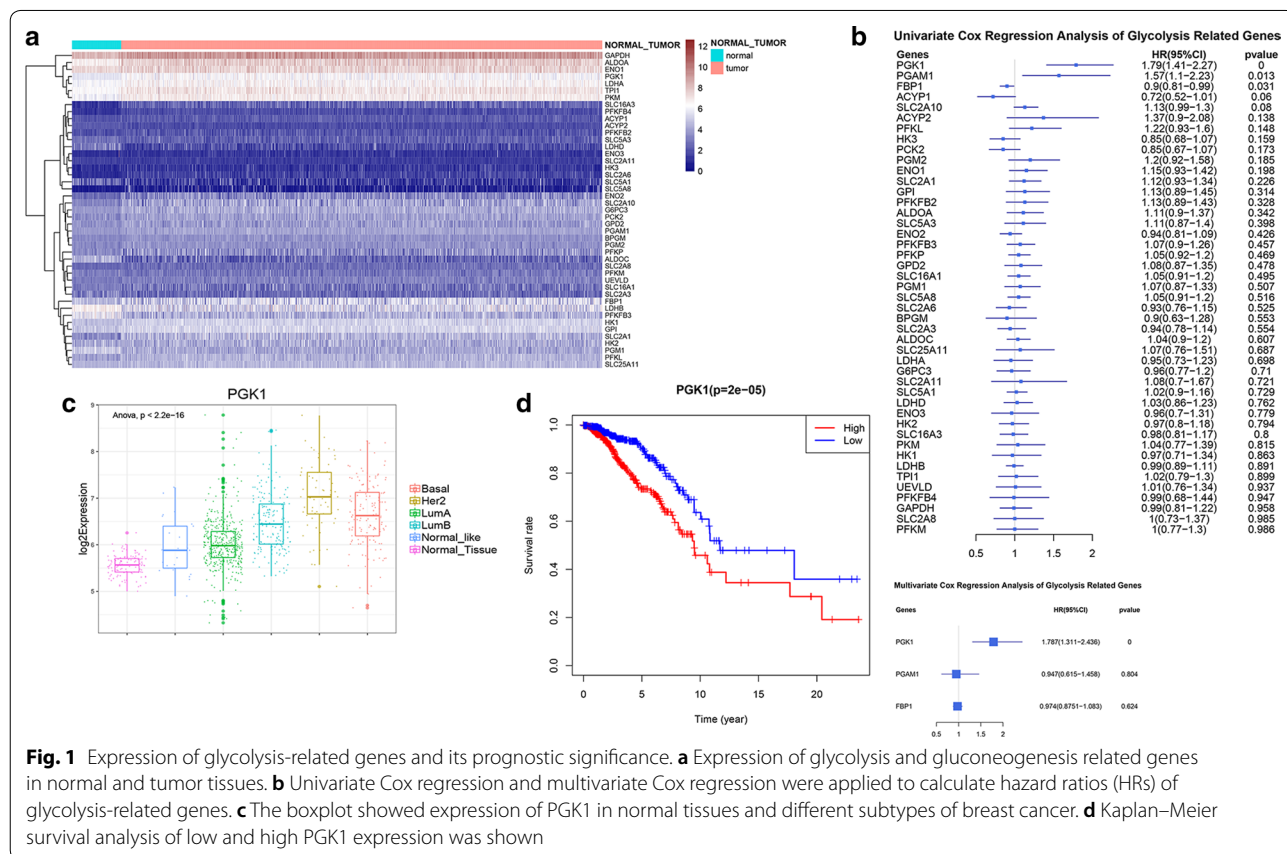 a
NORMAL_TUMOR
GAPDH
ALDOA
ENO1
PGK1
LDHA
TPI1
PKM
SLC16A3
PFKFB4
ACYP1
ACYP2
PFKFB2
SLC5A3
LDHD
ENO3
SLC2A11
HK3
SLC2A6
SLC5A1
SLC5A8
ENO2
SLC2A10
G6PC3
PCK2
GPD2
PGAM1
BPGM
PGM2
PFKP
ALDOC
SLC2A8
PFKM
UEVLD
SLC16A1
SLC2A3
FBP1
LDHB
PFKFB3
HK1
GPI
SLC2A1
HK2
PGM1
PFKL
SLC25A11
12
10
8
6
4
2
0
NORMAL_TUMOR
normal
tumor
b
Univariate Cox Regression Analysis of Glycolysis Related Genes
Genes HR(95%CI) pvalue
PGK1 1.79(1.41-2.27) 0
PGAM1 1.57(1.1-2.23) 0.013
FBP1 0.9(0.81-0.99) 0.031
ACYP1 0.72(0.52-1.01) 0.06
SLC2A10 1.13(0.99-1.3) 0.08
ACYP2 1.37(0.9-2.08) 0.138
PFKL 1.22(0.93-1.6) 0.148
HK3 0.85(0.68-1.07) 0.159
PCK2 0.85(0.67-1.07) 0.173
PGM2 1.2(0.92-1.58) 0.185
ENO1 1.15(0.93-1.42) 0.198
SLC2A1 1.12(0.93-1.34) 0.226
GPI 1.13(0.89-1.45) 0.314
PFKFB2 1.13(0.89-1.43) 0.328
ALDOA 1.11(0.9-1.37) 0.342
SLC5A3 1.11(0.87-1.4) 0.398
ENO2 0.94(0.81-1.09) 0.426
PFKFB3 1.07(0.9-1.26) 0.457
PFKP 1.05(0.92-1.2) 0.469
GPD2 1.08(0.87-1.35) 0.478
SLC16A1 1.05(0.91-1.2) 0.495
PGM1 1.07(0.87-1.33) 0.507
SLC5A8 1.05(0.91-1.2) 0.516
SLC2A6 0.93(0.76-1.15) 0.525
BPGM 0.9(0.63-1.28) 0.553
SLC2A3 0.94(0.78-1.14) 0.554
ALDOC 1.04(0.9-1.2) 0.607
SLC25A11 1.07(0.76-1.51) 0.687
LDHA 0.95(0.73-1.23) 0.698
G6PC3 0.96(0.77-1.2) 0.71
SLC2A11 1.08(0.7-1.67) 0.721
SLC5A1 1.02(0.9-1.16) 0.729
LDHD 1.03(0.86-1.23) 0.762
ENO3 0.96(0.7-1.31) 0.779
HK2 0.97(0.8-1.18) 0.794
SLC16A3 0.98(0.81-1.17) 0.8
PKM 1.04(0.77-1.39) 0.815
HK1 0.97(0.71-1.34) 0.863
LDHB 0.99(0.89-1.11) 0.891
TPI1 1.02(0.79-1.3) 0.899
UEVLD 1.01(0.76-1.34) 0.937
PFKFB4 0.99(0.68-1.44) 0.947
GAPDH 0.99(0.81-1.22) 0.958
SLC2A8 1(0.73-1.37) 0.985
PFKM 1(0.77-1.3) 0.986
0.5 1 1.5 2
Multivariate Cox Regression Analysis of Glycolysis Related Genes
Genes HR(95%CI) pvalue
PGK1 1.787(1.311-2.436) 0
PGAM1 0.947(0.615-1.458) 0.804
FBP1 0.974(0.8751-1.083) 0.624
0.5 1 1.5 2
c
PGK1
Anova, p < 2.2e-16
9
8
7
6
5
log2Expression
Basal
Her2
LumA
LumB
Normal_like
Normal_Tissue
d
PGK1(p=2e-05)
High
Low
1.0
0.8
0.6
0.4
0.2
0.0
Survival rate
0 5 10 15 20
Time (year)
Fig. 1 Expression of glycolysis-related genes and its prognostic significance. a Expression of glycolysis and gluconeogenesis related genes
in normal and tumor tissues. b Univariate Cox regression and multivariate Cox regression were applied to calculate hazard ratios (HRs) of
glycolysis-related genes. c The boxplot showed expression of PGK1 in normal tissues and different subtypes of breast cancer. d Kaplan–Meier
survival analysis of low and high PGK1 expression was shown